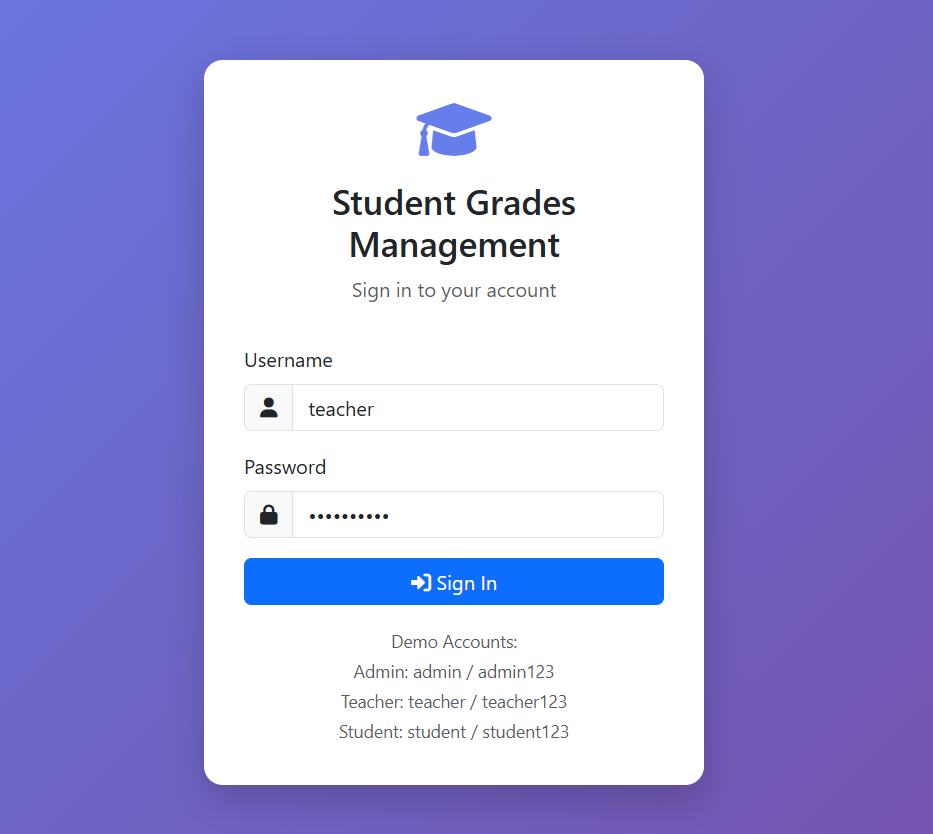 Student Grades
Management
Sign in to your account
Username
teacher
Password
••••••••••
Sign In
Demo Accounts:
Admin: admin / admin123
Teacher: teacher / teacher123
Student: student / student123